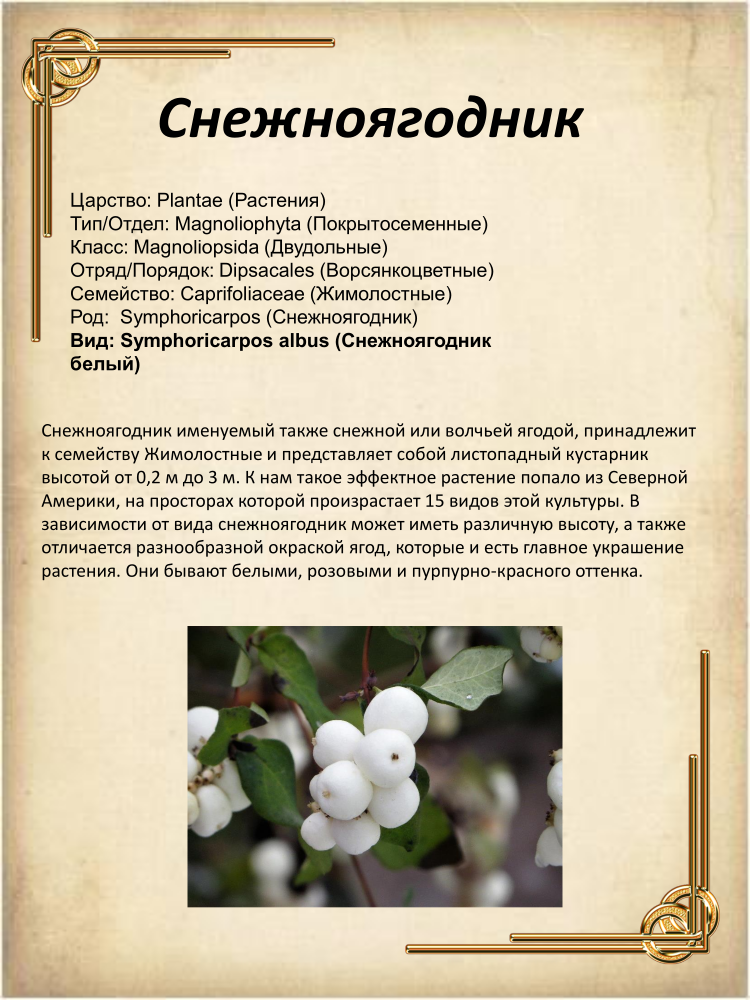 Снежноягодник
Царство: Plantae (Растения)
Тип/Отдел: Magnoliophyta (Покрытосеменные)
Класс: Magnoliopsida (Двудольные)
Отряд/Порядок: Dipsacales (Ворсянкоцветные)
Семейство: Caprifoliaceae (Жимолостные)
Род:  Symphoricarpos (Снежноягодник)
Вид: Symphoricarpos albus (Снежноягодник
белый)
Снежноягодник именуемый также снежной или волчьей ягодой, принадлежит
к семейству Жимолостные и представляет собой листопадный кустарник
высотой от 0,2 м до 3 м. К нам такое эффектное растение попало из Северной
Америки, на просторах которой произрастает 15 видов этой культуры. В
зависимости от вида снежноягодник может иметь различную высоту, а также
отличается разнообразной окраской ягод, которые и есть главное украшение
растения. Они бывают белыми, розовыми и пурпурно-красного оттенка.